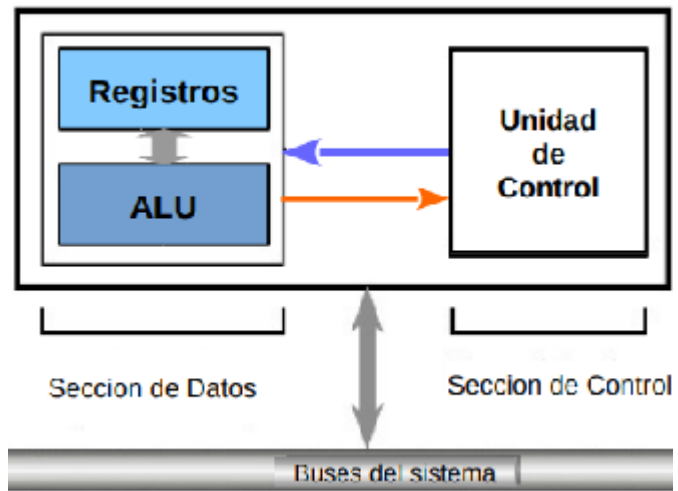 Registros
ALU
Unidad
de
Control
Seccion de Datos
Seccion de Control
Buses del sistema